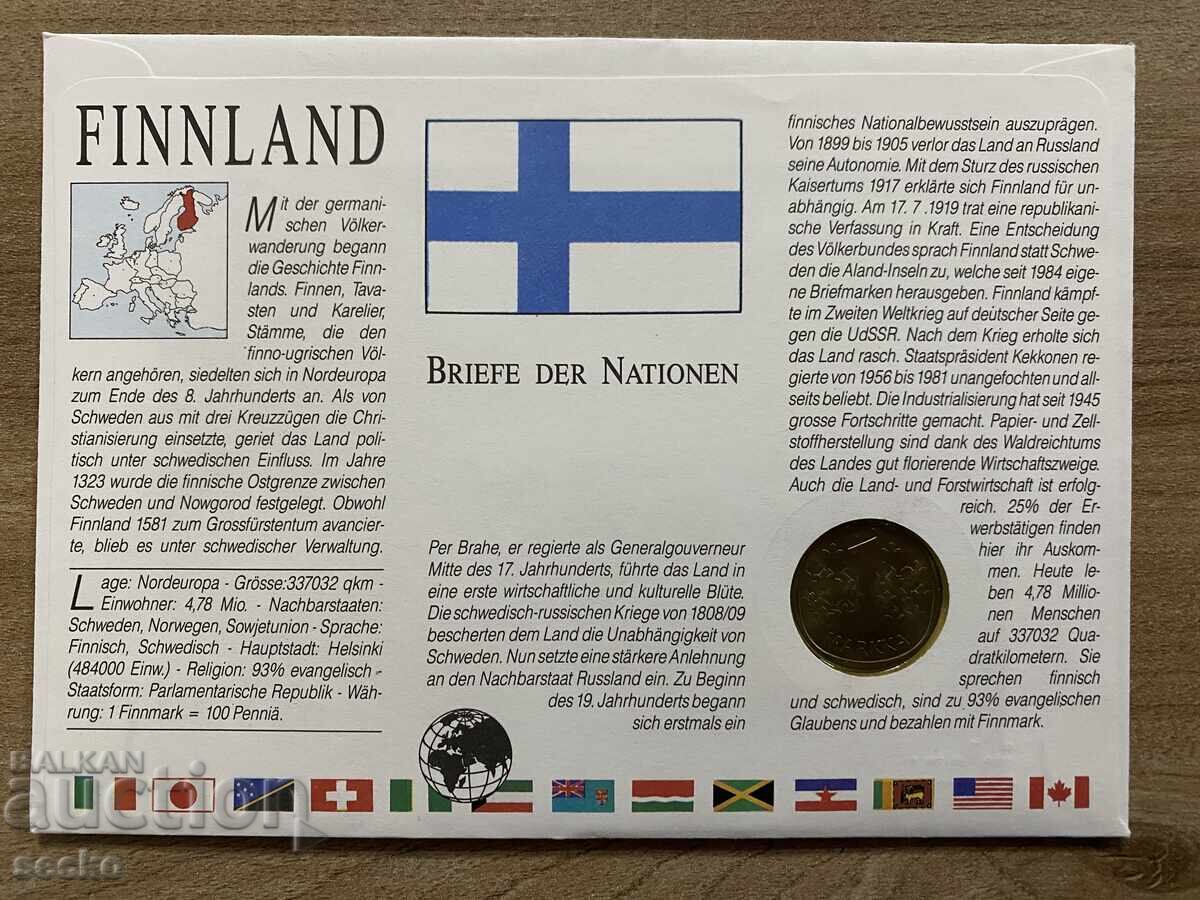 FINNLAND
Mit der germani-
schen Völker-
wanderung begann
die Geschichte Finn-
lands. Finnen, Tava-
sten und Karelier,
Stämme, die den
finno-ugrischen Völ-
kern angehören, siedelten sich in Nordeuropa
zum Ende des 8. Jahrhunderts an. Als von
Schweden aus mit drei Kreuzzügen die Chri-
stianisierung einsetzte, geriet das Land poli-
tisch unter schwedischen Einfluss. Im Jahre
1323 wurde die finnische Ostgrenze zwischen
Schweden und Nowgorod festgelegt. Obwohl
Finnland 1581 zum Grossfürstentum avancier-
te, blieb es unter schwedischer Verwaltung.
Lage: Nordeuropa - Grösse:337032 qkm -
Einwohner: 4,78 Mio. - Nachbarstaaten:
Schweden, Norwegen, Sowjetunion - Sprache:
Finnisch, Schwedisch - Hauptstadt: Helsinki
(484000 Einw.) - Religion: 93% evangelisch -
Staatsform: Parlamentarische Republik - Wäh-
rung: 1 Finnmark = 100 Penniä.
BRIEFE DER NATIONEN
Per Brahe, er regierte als Generalgouverneur
Mitte des 17. Jahrhunderts, führte das Land in
eine erste wirtschaftliche und kulturelle Blüte.
Die schwedisch-russischen Kriege von 1808/09
bescherten dem Land die Unabhängigkeit von
Schweden. Nun setzte eine stärkere Anlehnung
an den Nachbarstaat Russland ein. Zu Beginn
des 19. Jahrhunderts begann
sich erstmals ein
finnisches Nationalbewusstsein auszuprägen.
Von 1899 bis 1905 verlor das Land an Russland
seine Autonomie. Mit dem Sturz des russischen
Kaisertums 1917 erklärte sich Finnland für un-
abhängig. Am 17. 7 .1919 trat eine republikani-
sche Verfassung in Kraft. Eine Entscheidung
des Völkerbundes sprach Finnland statt Schwe-
den die Aland-Inseln zu, welche seit 1984 eige-
ne Briefmarken herausgeben. Finnland kämpf-
te im Zweiten Weltkrieg auf deutscher Seite ge-
gen die UdSSR. Nach dem Krieg erholte sich
das Land rasch. Staatspräsident Kekkonen re-
gierte von 1956 bis 1981 unangefochten und all-
seits beliebt. Die Industrialisierung hat seit 1945
grosse Fortschritte gemacht. Papier- und Zell-
stoffherstellung sind dank des Waldreichtums
des Landes gut florierende Wirtschaftszweige.
Auch die Land- und Forstwirtschaft ist erfolg-
reich. 25% der Er-
werbstätigen finden
hier ihr Auskom-
men. Heute le-
ben 4,78 Millio-
nen Menschen
auf 337032 Qua-
dratkilometern. Sie
sprechen finnisch
und schwedisch, sind zu 93% evangelischen
Glaubens und bezahlen mit Finnmark.
1
MARKKA
BALKAN
auction
secko